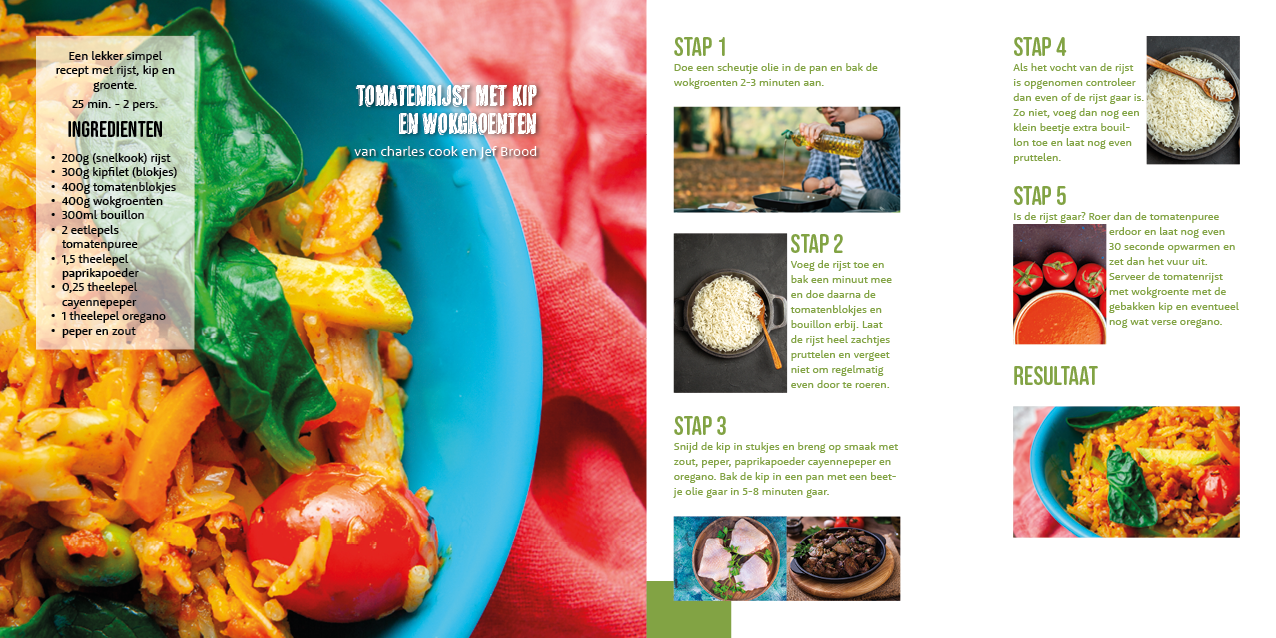 Een lekker simpel
recept met rijst, kip en
groente.
25 min. - 2 pers.
INGREDIENTEN
• 200g (snelkook) rijst
• 300g kipfilet (blokjes)
• 400g tomatenblokjes
• 400g wokgroenten
• 300ml bouillon
• 2 eetlepels
tomatenpuree
• 1,5 theelepel
paprikapoeder
• 0,25 theelepel
cayennepeper
• 1 theelepel oregano
• peper en zout
TOMATENRIJST MET KIP
EN WOKGROENTEN
van charles cook en Jef Brood
STAP 1
Doe een scheutje olie in de pan en bak de
wokgroenten 2-3 minuten aan.
STAP 2
Voeg de rijst toe en
bak een minuut mee
en doe daarna de
tomatenblokjes en
bouillon erbij. Laat
de rijst heel zachtjes
pruttelen en vergeet
niet om regelmatig
even door te roeren.
STAP 3
Snijd de kip in stukjes en breng op smaak met
zout, peper, paprikapoeder cayennepeper en
oregano. Bak de kip in een pan met een beet-
je olie gaar in 5-8 minuten gaar.
STAP 4
Als het vocht van de rijst
is opgenomen controleer
dan even of de rijst gaar is.
Zo niet, voeg dan nog een
klein beetje extra bouil-
lon toe en laat nog even
pruttelen.
STAP 5
Is de rijst gaar? Roer dan de tomatenpuree
erdoor en laat nog even
30 seconde opwarmen en
zet dan het vuur uit.
Serveer de tomatenrijst
met wokgroente met de
gebakken kip en eventueel
nog wat verse oregano.
RESULTAAT